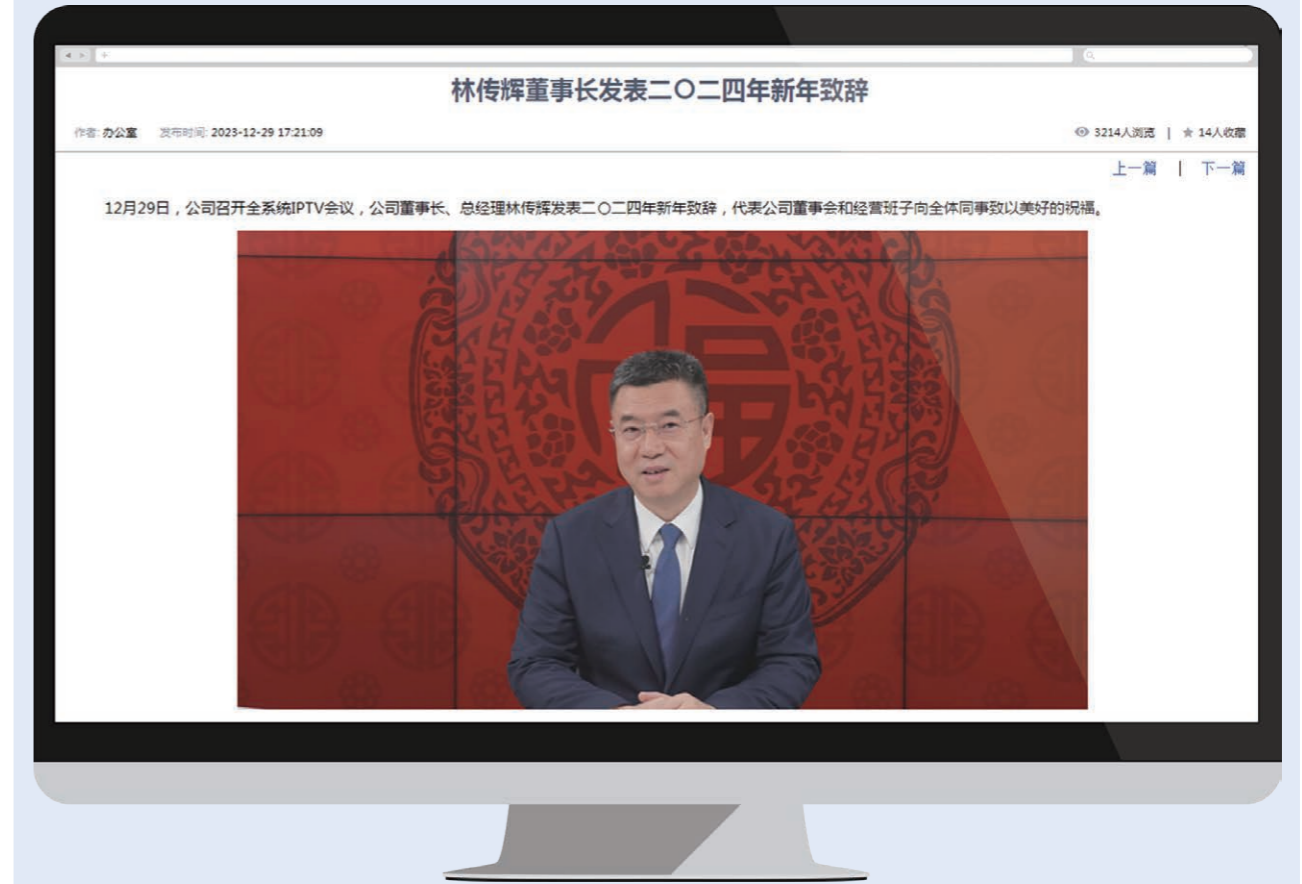 林传辉董事长发表二〇二四年新年致辞
作者: 办公室 发布时间: 2023-12-29 17:21:09 3214人浏览 | 14人收藏
上一篇 | 下一篇
12月29日，公司召开全系统IPTV会议，公司董事长、总经理林传辉发表二〇二四年新年致辞，代表公司董事会和经营班子向全体同事致以美好的祝福。
福